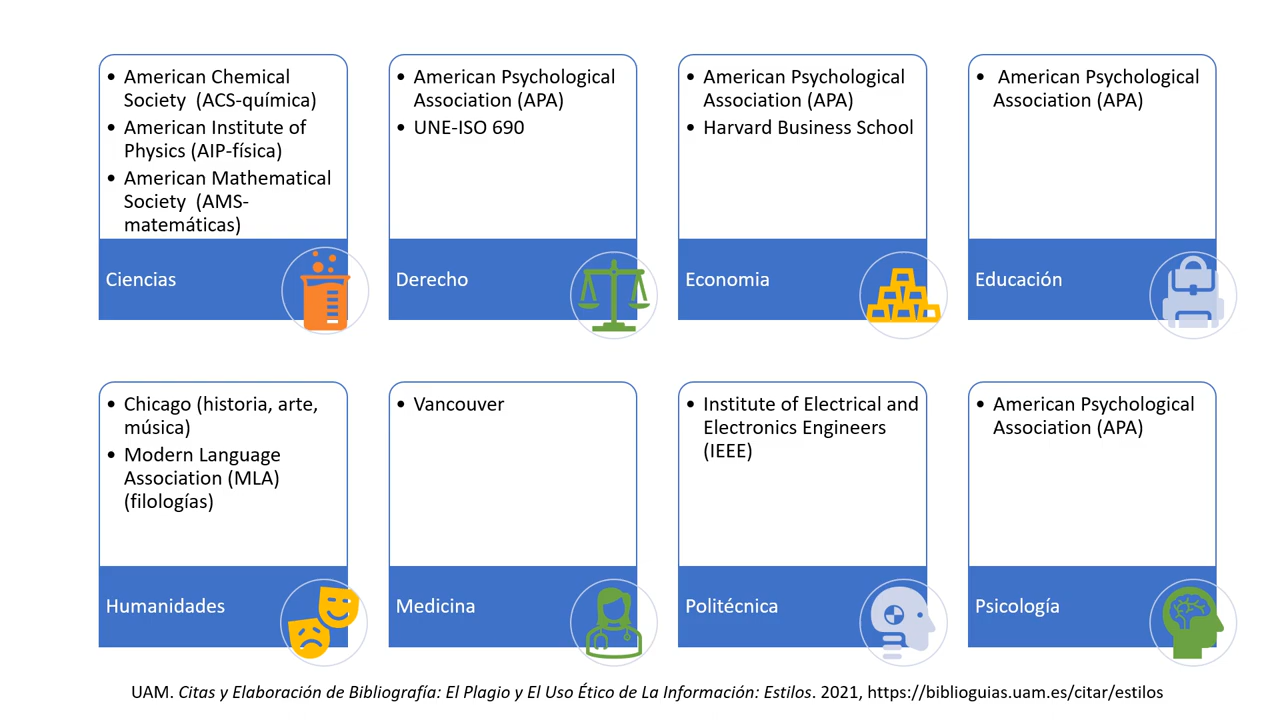 • American Chemical
Society  (ACS-química)
• American Institute of
Physics (AIP-física)
• American Mathematical
Society  (AMS-
matemáticas)
Ciencias
• American Psychological
Association (APA)
• UNE-ISO 690
Derecho
• American Psychological
Association (APA)
• Harvard Business School
Economia
• American Psychological
Association (APA)
Educación
• Chicago (historia, arte,
música)
• Modern Language
Association (MLA)
(filologías)
Humanidades
• Vancouver
Medicina
• Institute of Electrical and
Electronics Engineers
(IEEE)
Politécnica
• American Psychological
Association (APA)
Psicología
UAM. Citas y Elaboración de Bibliografía: El Plagio y El Uso Ético de La Información: Estilos. 2021, https://biblioguias.uam.es/citar/estilos